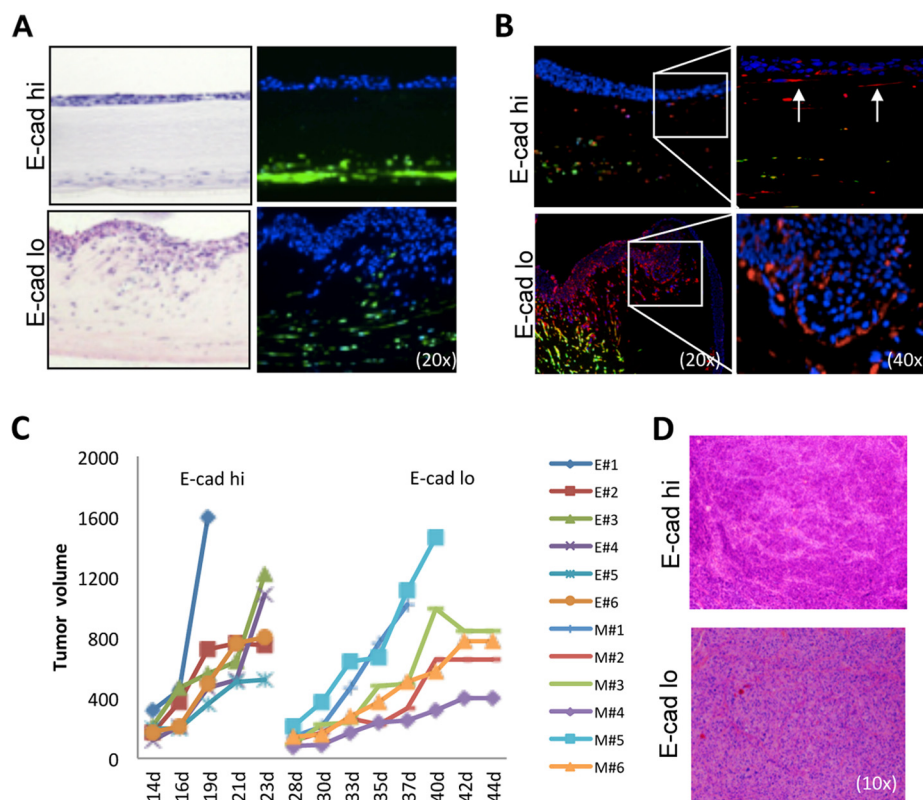 A
E-cad hi
E-cad lo
(20x)
B
E-cad hi
E-cad lo
(20x)
(40x)
C
Tumor volume
2000
1600
1200
800
400
0
E-cad hi
E-cad lo
14d
16d
19d
21d
23d
28d
30d
33d
35d
37d
40d
42d
44d
E#1
E#2
E#3
E#4
E#5
E#6
M#1
M#2
M#3
M#4
M#5
M#6
D
E-cad hi
E-cad lo
(10x)